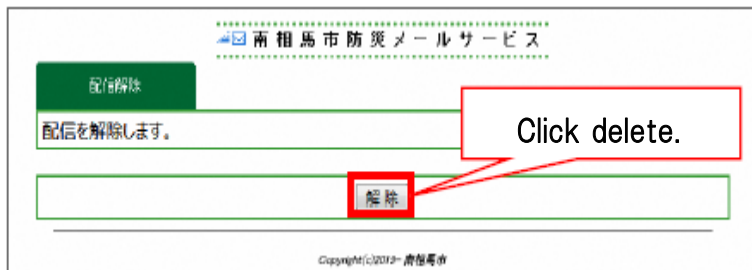 南相馬市防災メールサービス
配信解除
配信を解除します。
Click delete.
解除
Copyright(c)2013- 南相馬市